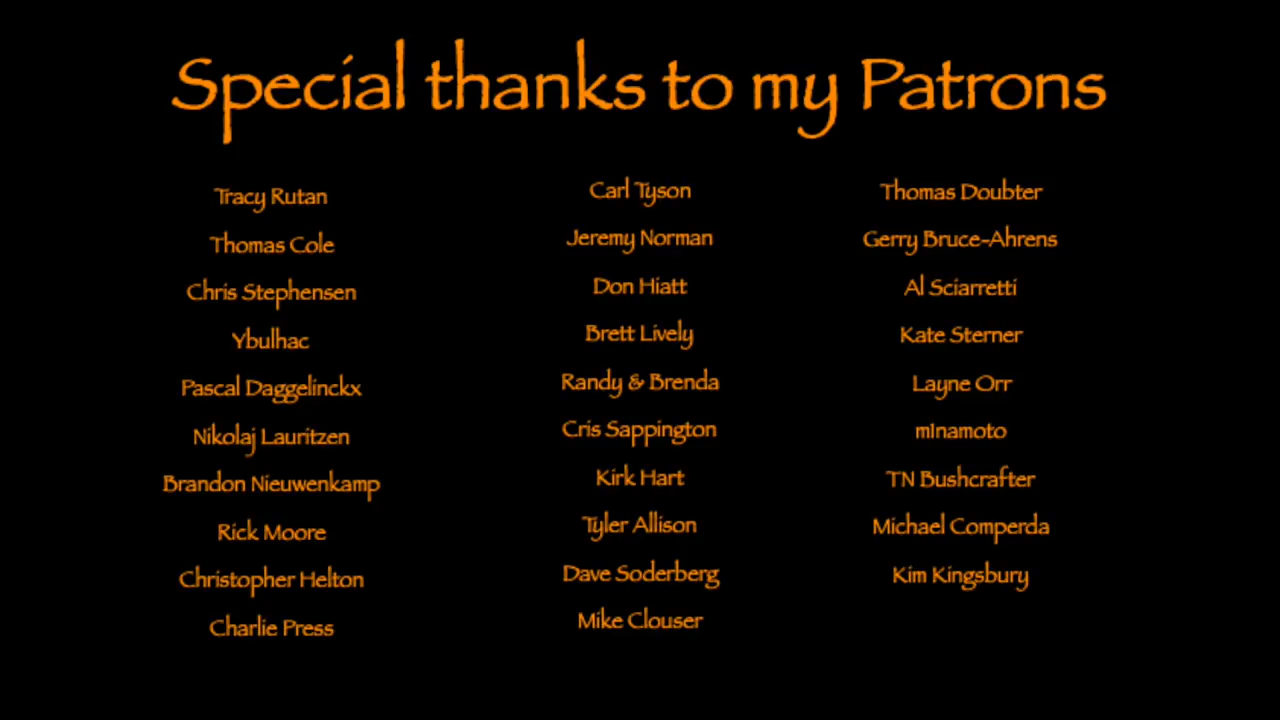 Special thanks to my Patrons
Tracy Rutan
Thomas Cole
Chris Stephensen
Ybulhac
Pascal Daggelinckx
Nikolaj Lauritzen
Brandon Nieuwenkamp
Rick Moore
Christopher Helton
Charlie Press
Carl Tyson
Jeremy Norman
Don Hiatt
Brett Lively
Randy & Brenda
Cris Sappington
Kirk Hart
Tyler Allison
Dave Soderberg
Mike Clouser
Thomas Doubter
Gerry Bruce-Ahrens
Al Sciarretti
Kate Sterner
Layne Orr
mInamoto
TN Bushcrafter
Michael Comperda
Kim Kingsbury